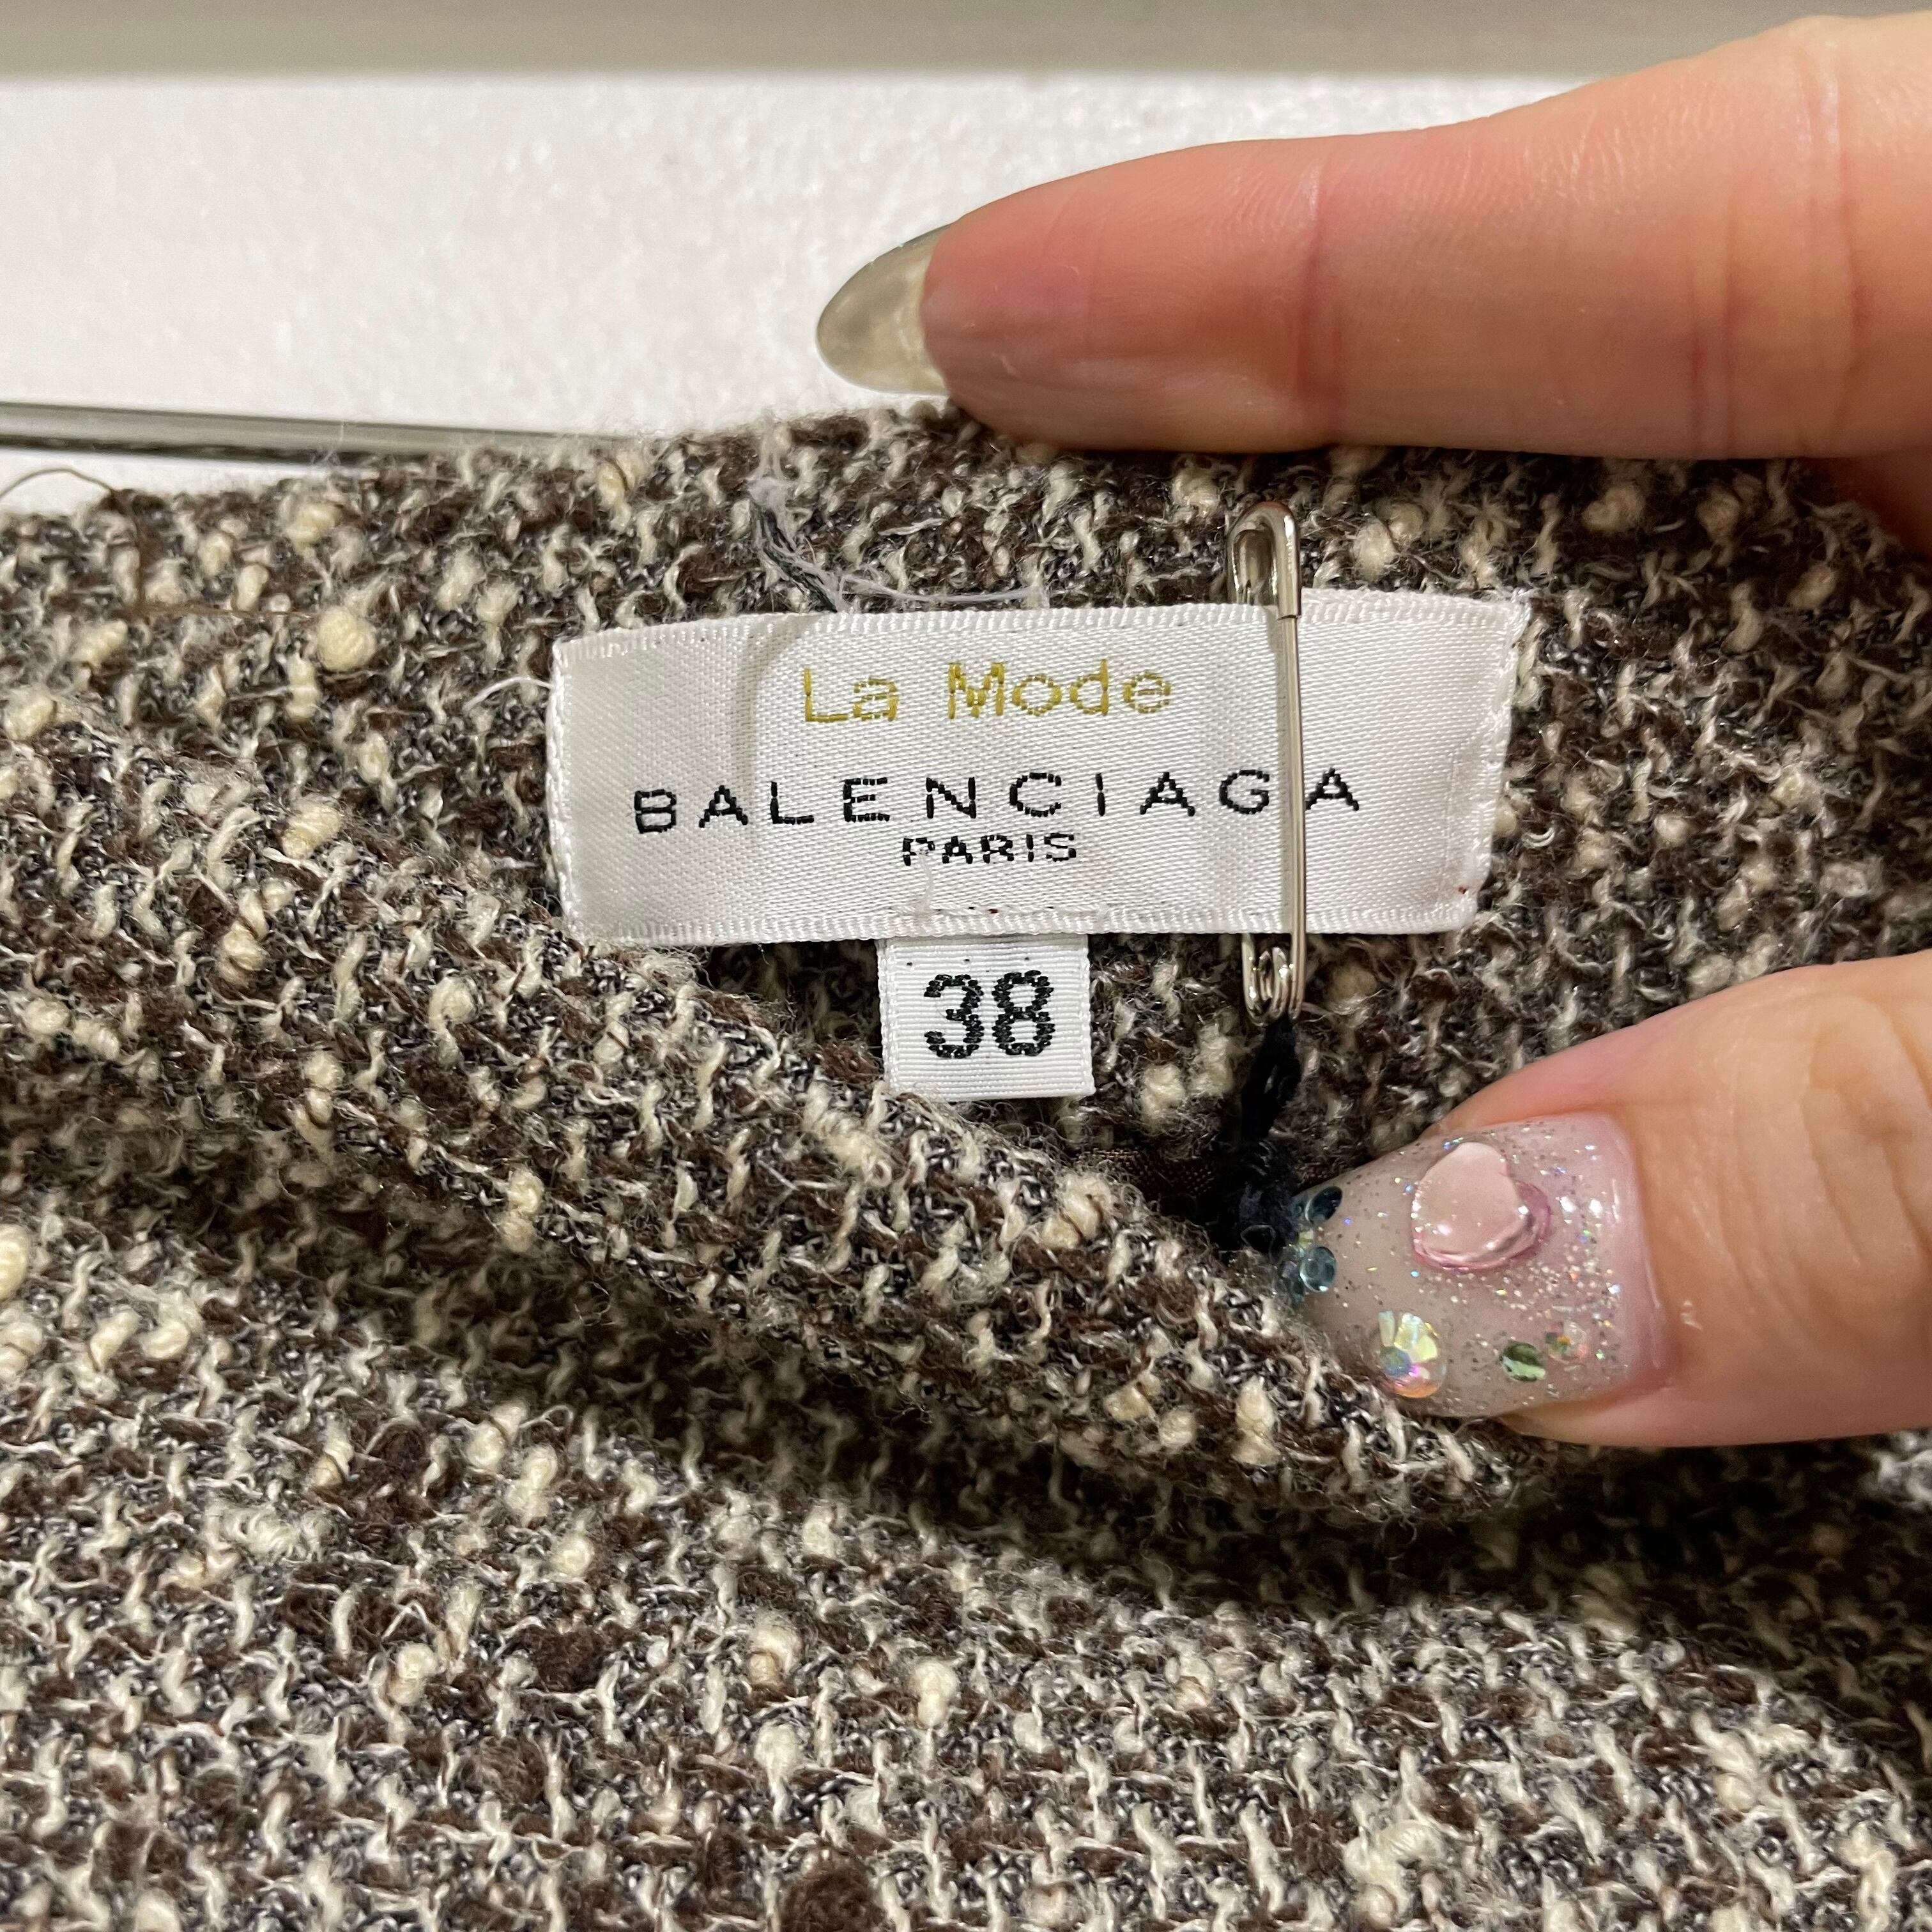 La Mode
BALENCIAGA
PARIS
38